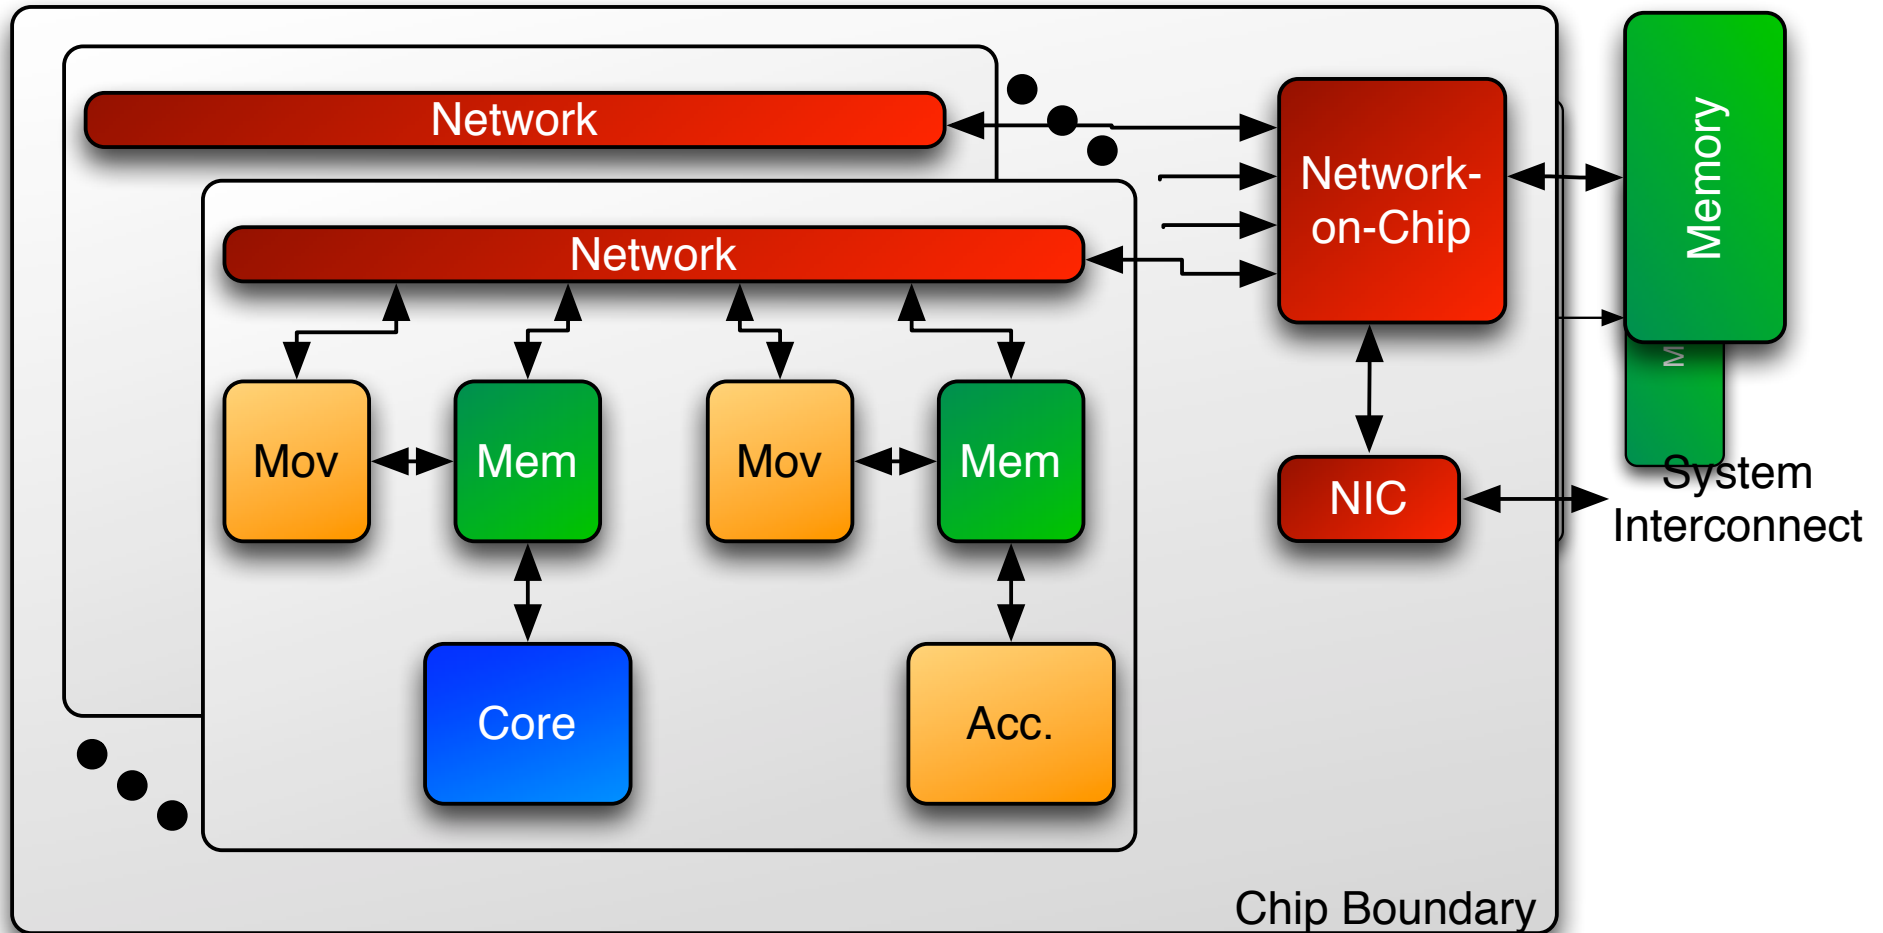 Network
Network
Network-
on-Chip
Memory
M
Mov
Mem
Mov
Mem
NIC
System
Interconnect
Core
Acc.
Chip Boundary